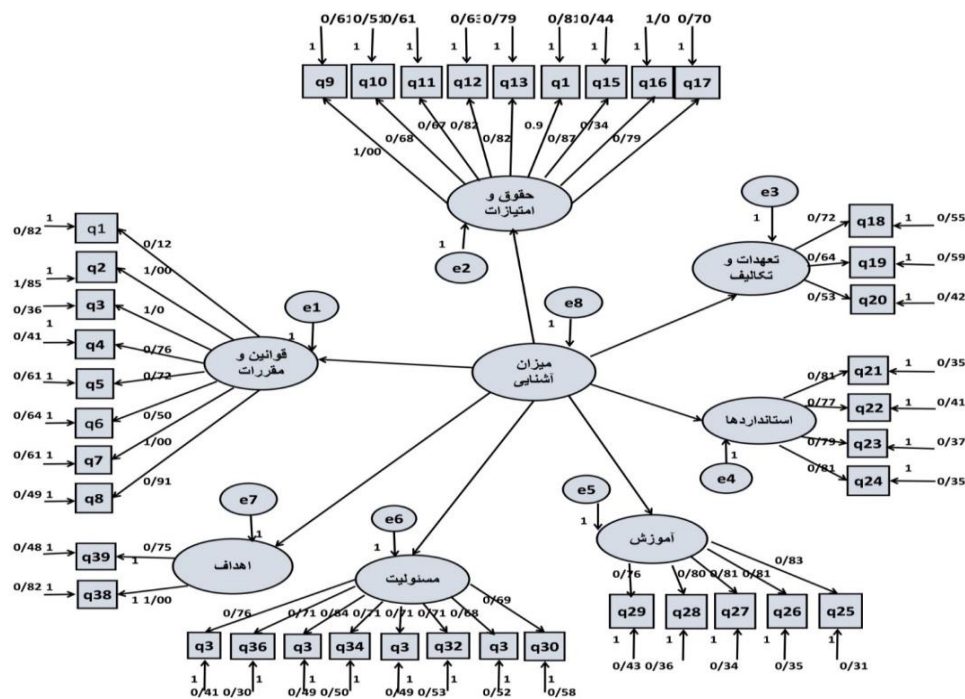 0/61 0/51 0/61 0/63 0/79 0/81 0/44 1/0 0/70
1 1 1 1 1 1 1 1 1
q9 q10 q11 q12 q13 q1 q15 q16 q17
1/00 0/68 0/67 0/82 0/82 0.9 0/87 0/34 0/79
حقوق و
امتیازات
1
e2
e3
1
تعهدات و
تکالیف
0/72 q18 1 0/55
0/64 q19 1 0/59
0/53 q20 1 0/42
0/82 1 q1 0/12
1/85 1 q2 1/00
0/36 1 q3 1/0
0/41 1 q4 0/76
0/61 1 q5 0/72
0/64 1 q6 0/50
0/61 1 q7 1/00
0/49 1 q8 0/91
e1
1
قوانین و
مقررات
e8
1
میزان
آشنایی
0/81 q21 1 0/35
0/77 q22 1 0/41
0/79 q23 1 0/37
0/81 q24 1 0/35
استانداردها
1
e4
e7
1
اهداف
0/48 1 q39 0/75
1
0/82 1 q38 1 1/00
e6
1
مسئولیت
0/76 0/71 0/84 0/71 0/71 0/71 0/68 0/69
q3 q36 q3 q34 q3 q32 q3 q30
1 1 1 1 1 1 1 1
0/41 0/30 0/49 0/50 0/49 0/53 0/52 0/58
e5
1
آموزش
0/76 0/80 0/81 0/81 0/83
q29 q28 q27 q26 q25
1 1 1 1 1
0/43 0/36 0/34 0/35 0/31